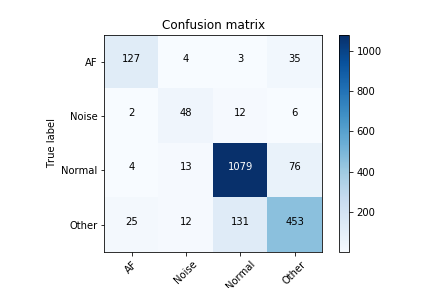 Confusion matrix
AF 127 4 3 35
Noise 2 48 12 6
Normal 4 13 1079 76
Other 25 12 131 453
True label
AF Noise Normal Other
1000
800
600
400
200